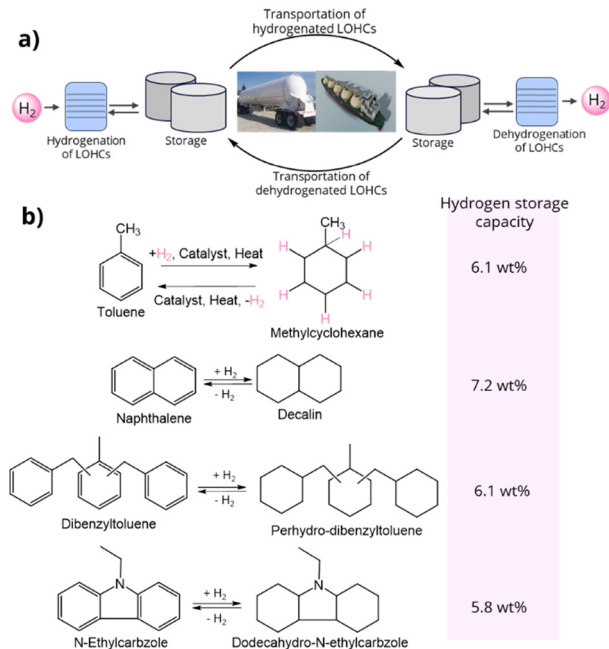 a)
Transportation of
hydrogenated LOHCs
H2
Hydrogenation
of LOHCs
Storage
Storage
Dehydrogenation
of LOHCs
H2
Transportation of
dehydrogenated LOHCs
b)
Hydrogen storage
capacity
CH3
+H2, Catalyst, Heat
Catalyst, Heat, -H2
Toluene
CH3
H
H
H
H
H
H
Methylcyclohexane
6.1 wt%
+ H2
- H2
Naphthalene
Decalin
7.2 wt%
+ H2
- H2
Dibenzyltoluene
Perhydro-dibenzyltoluene
6.1 wt%
N
+ H2
- H2
N
N-Ethylcarbzole
Dodecahydro-N-ethylcarbzole
5.8 wt%